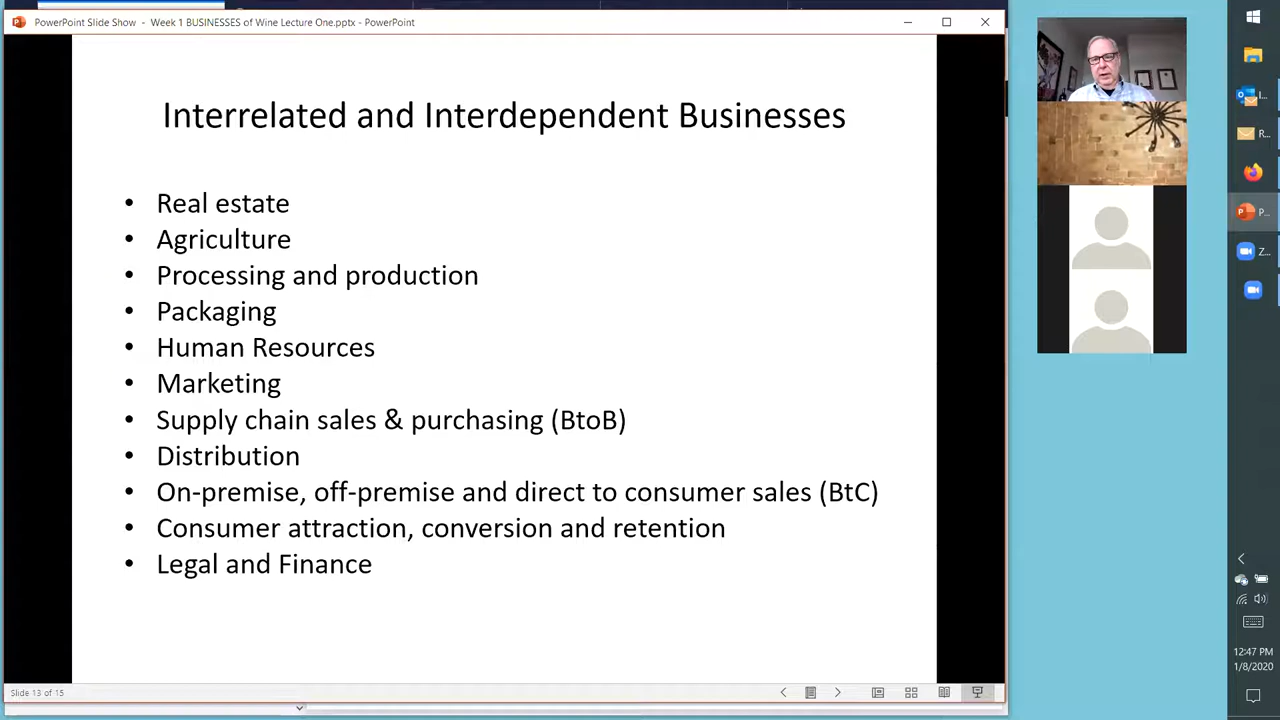 PowerPoint Slide Show - Week 1 BUSINESSES of Wine Lecture One.pptx - PowerPoint
Interrelated and Interdependent Businesses
• Real estate
• Agriculture
• Processing and production
• Packaging
• Human Resources
• Marketing
• Supply chain sales & purchasing (BtoB)
• Distribution
• On-premise, off-premise and direct to consumer sales (BtC)
• Consumer attraction, conversion and retention
• Legal and Finance
Slide 13 of 15
I...
R...
P...
Z...
12:47 PM
1/8/2020